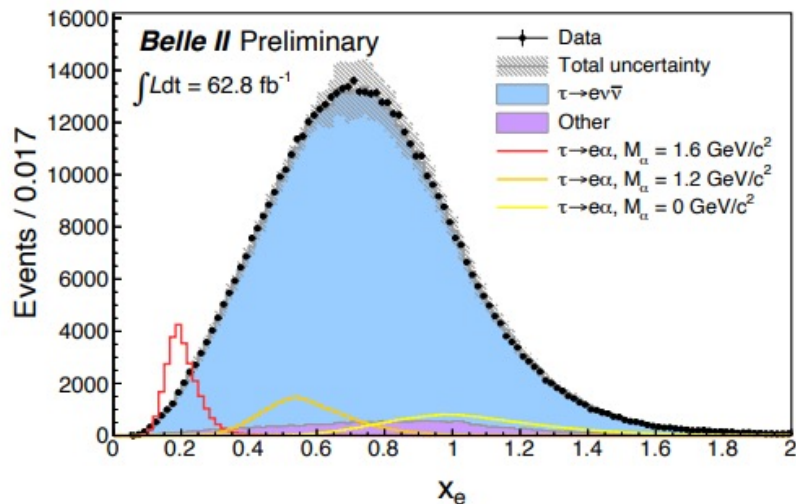 Belle II Preliminary
∫Ldt = 62.8 fb⁻¹
Data
Total uncertainty
τ→eνν̅
Other
τ→eα, Mα = 1.6 GeV/c²
τ→eα, Mα = 1.2 GeV/c²
τ→eα, Mα = 0 GeV/c²
Events / 0.017
14000
12000
10000
8000
6000
4000
2000
0
0 0.2 0.4 0.6 0.8 1 1.2 1.4 1.6 1.8 2
xe